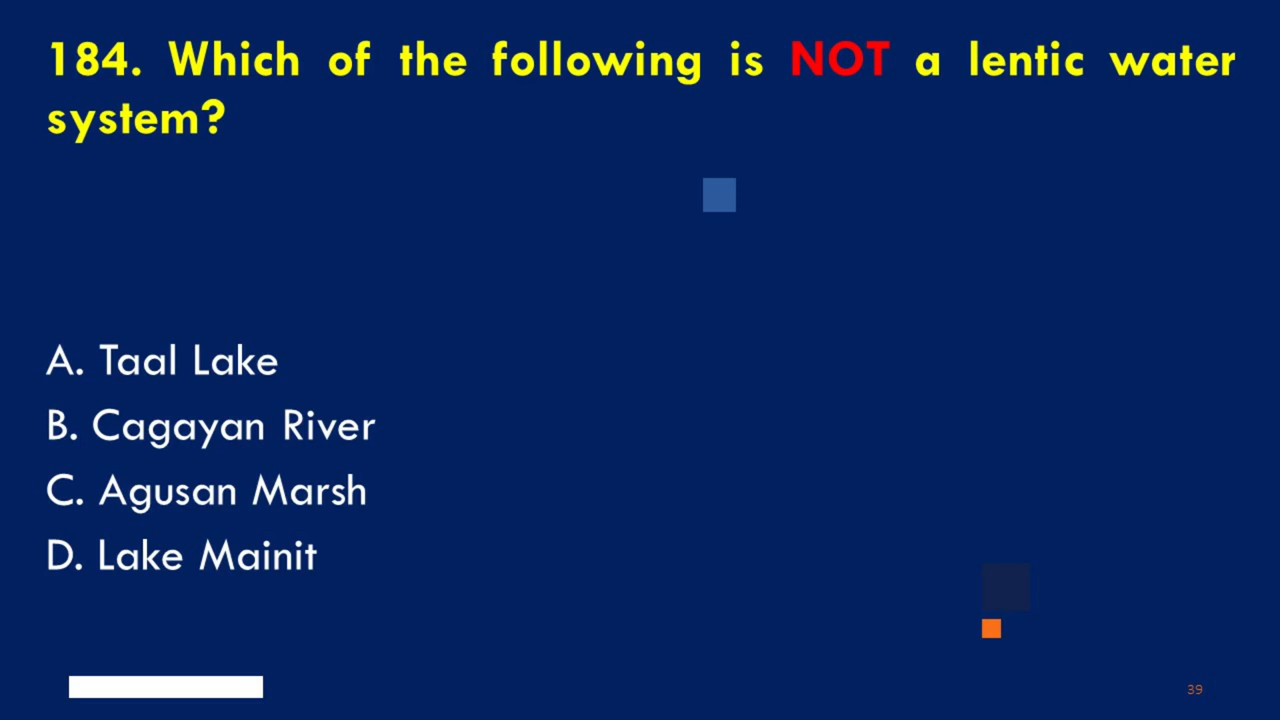 184. Which of the following is NOT a lentic water
system?
A. Taal Lake
B. Cagayan River
C. Agusan Marsh
D. Lake Mainit
39